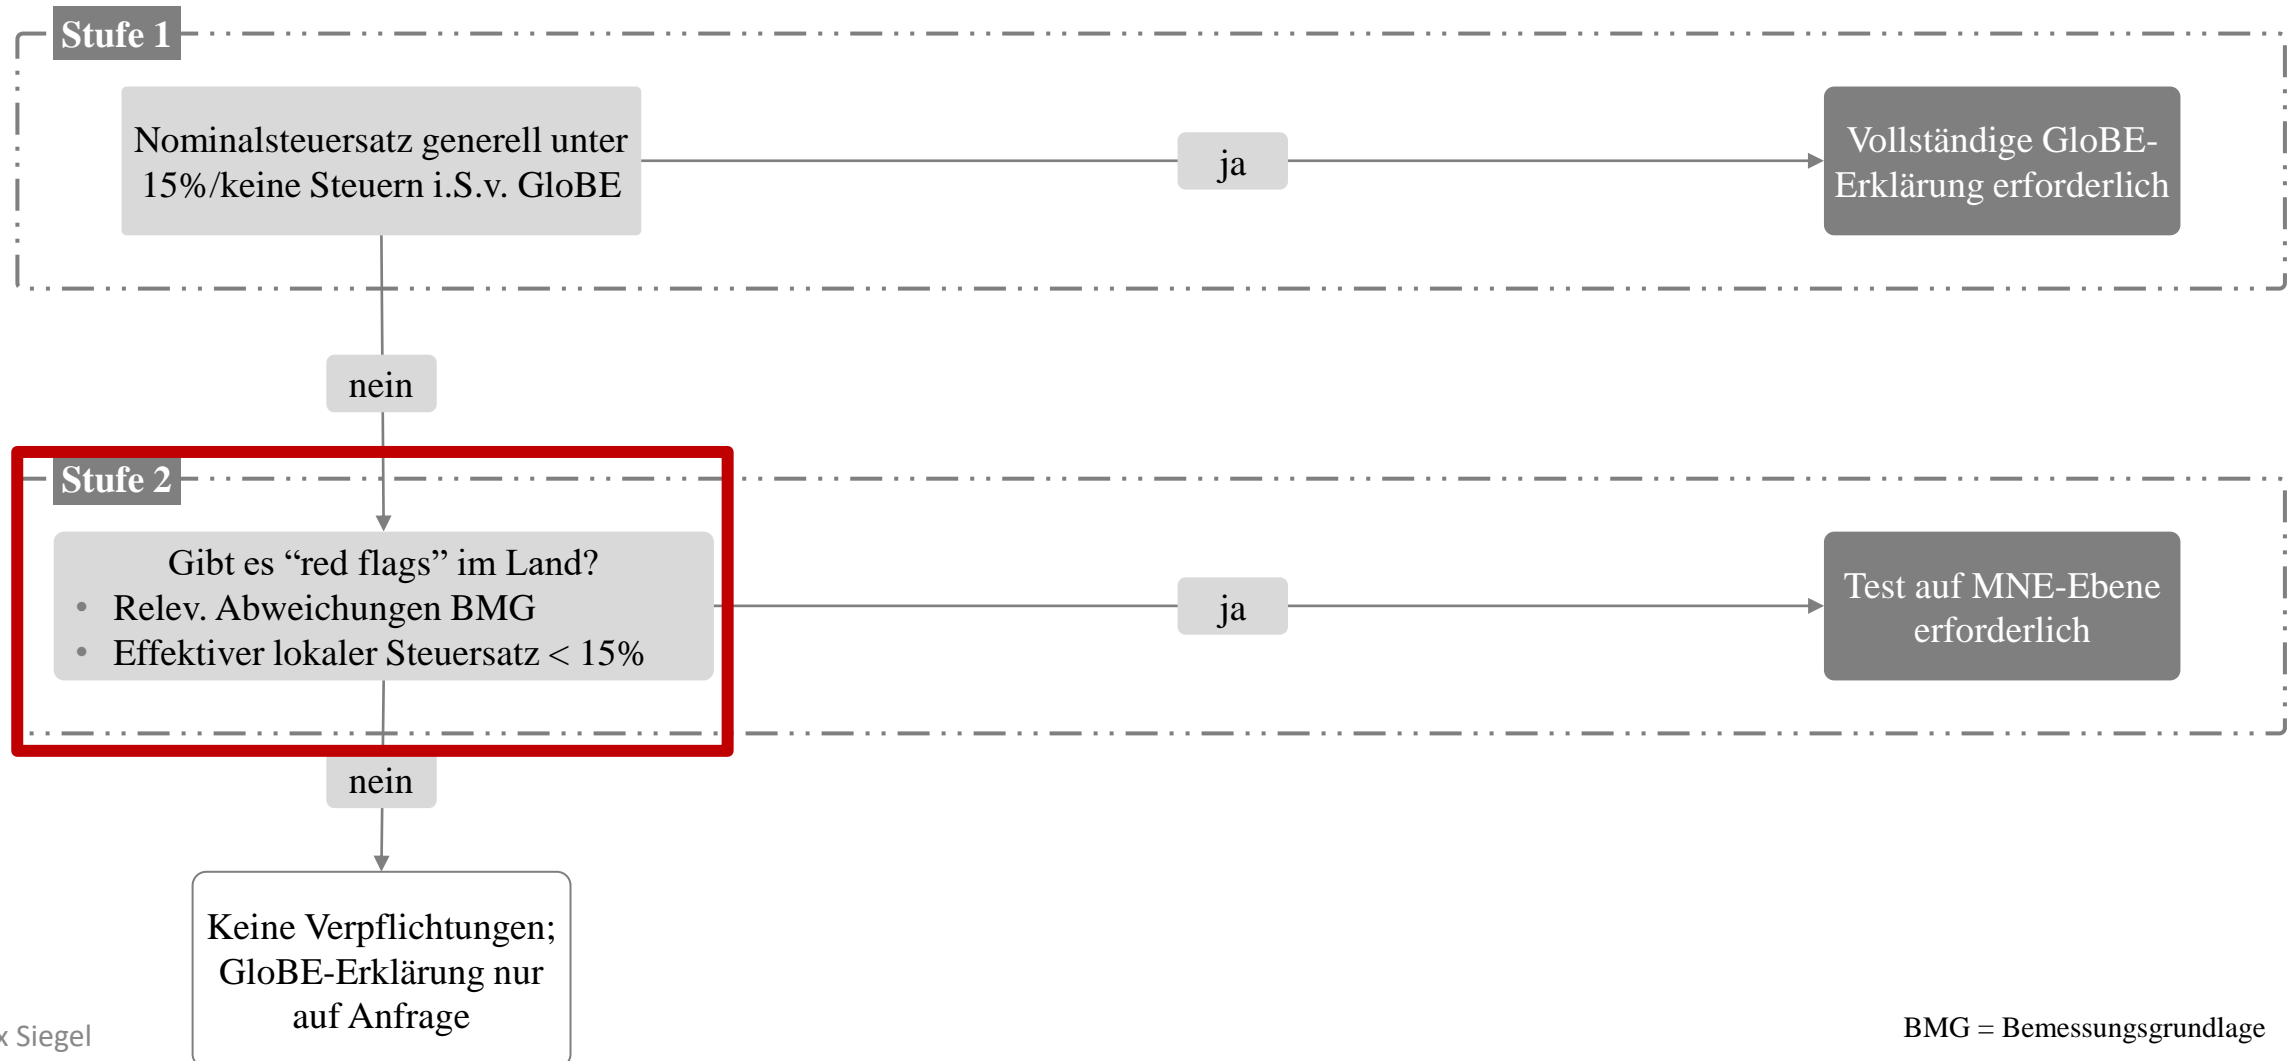 Stufe 1
Nominalsteuersatz generell unter
15%/keine Steuern i.S.v. GloBE
ja
Vollständige GloBE-
Erklärung erforderlich
nein
Stufe 2
Gibt es “red flags” im Land?
• Relev. Abweichungen BMG
• Effektiver lokaler Steuersatz < 15%
ja
Test auf MNE-Ebene
erforderlich
nein
Keine Verpflichtungen;
GloBE-Erklärung nur
auf Anfrage
x Siegel
BMG = Bemessungsgrundlage